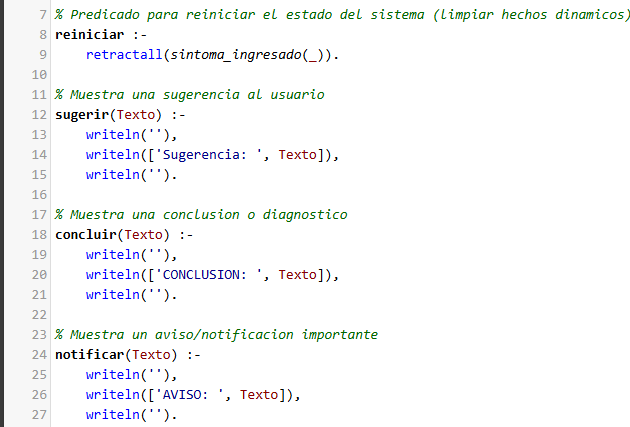 7 % Predicado para reiniciar el estado del sistema (limpiar hechos dinamicos)
8 reiniciar :-
9     retractall(sintoma_ingresado(_)).
10
11 % Muestra una sugerencia al usuario
12 sugerir(Texto) :-
13     writeln(''),
14     writeln(['Sugerencia: ', Texto]),
15     writeln('').
16
17 % Muestra una conclusion o diagnostico
18 concluir(Texto) :-
19     writeln(''),
20     writeln(['CONCLUSION: ', Texto]),
21     writeln('').
22
23 % Muestra un aviso/notificacion importante
24 notificar(Texto) :-
25     writeln(''),
26     writeln(['AVISO: ', Texto]),
27     writeln('').